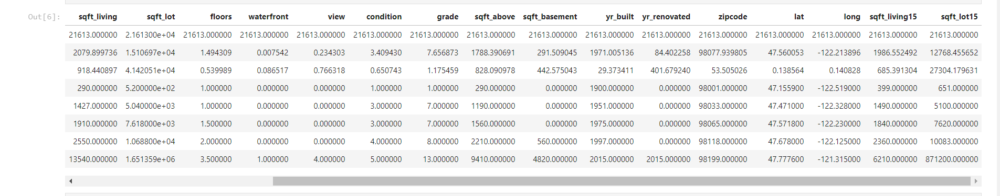 Out[6]:
sqft_living sqft_lot floors waterfront view condition grade sqft_above sqft_basement yr_built yr_renovated zipcode lat long sqft_living15 sqft_lot15
21613.000000 2.161300e+04 21613.000000 21613.000000 21613.000000 21613.000000 21613.000000 21613.000000 21613.000000 21613.000000 21613.000000 21613.000000 21613.000000 21613.000000 21613.000000 21613.000000
2079.899736 1.510697e+04 1.494309 0.007542 0.234303 3.409430 7.656873 1788.390691 291.509045 1971.005136 84.402258 98077.939805 47.560053 -122.213896 1986.552492 12768.455652
918.440897 4.142051e+04 0.539989 0.086517 0.766318 0.650743 1.175459 828.090978 442.575043 29.373411 401.679240 53.505026 0.138564 0.140828 685.391304 27304.179631
290.000000 5.200000e+02 1.000000 0.000000 0.000000 1.000000 1.000000 290.000000 0.000000 1900.000000 0.000000 98001.000000 47.155900 -122.519000 399.000000 651.000000
1427.000000 5.040000e+03 1.000000 0.000000 0.000000 3.000000 7.000000 1190.000000 0.000000 1951.000000 0.000000 98033.000000 47.471000 -122.328000 1490.000000 5100.000000
1910.000000 7.618000e+03 1.500000 0.000000 0.000000 3.000000 7.000000 1560.000000 0.000000 1975.000000 0.000000 98065.000000 47.571800 -122.230000 1840.000000 7620.000000
2550.000000 1.068800e+04 2.000000 0.000000 0.000000 4.000000 8.000000 2210.000000 560.000000 1997.000000 0.000000 98118.000000 47.678000 -122.125000 2360.000000 10083.000000
13540.000000 1.651359e+06 3.500000 1.000000 4.000000 5.000000 13.000000 9410.000000 4820.000000 2015.000000 2015.000000 98199.000000 47.777600 -121.315000 6210.000000 871200.000000